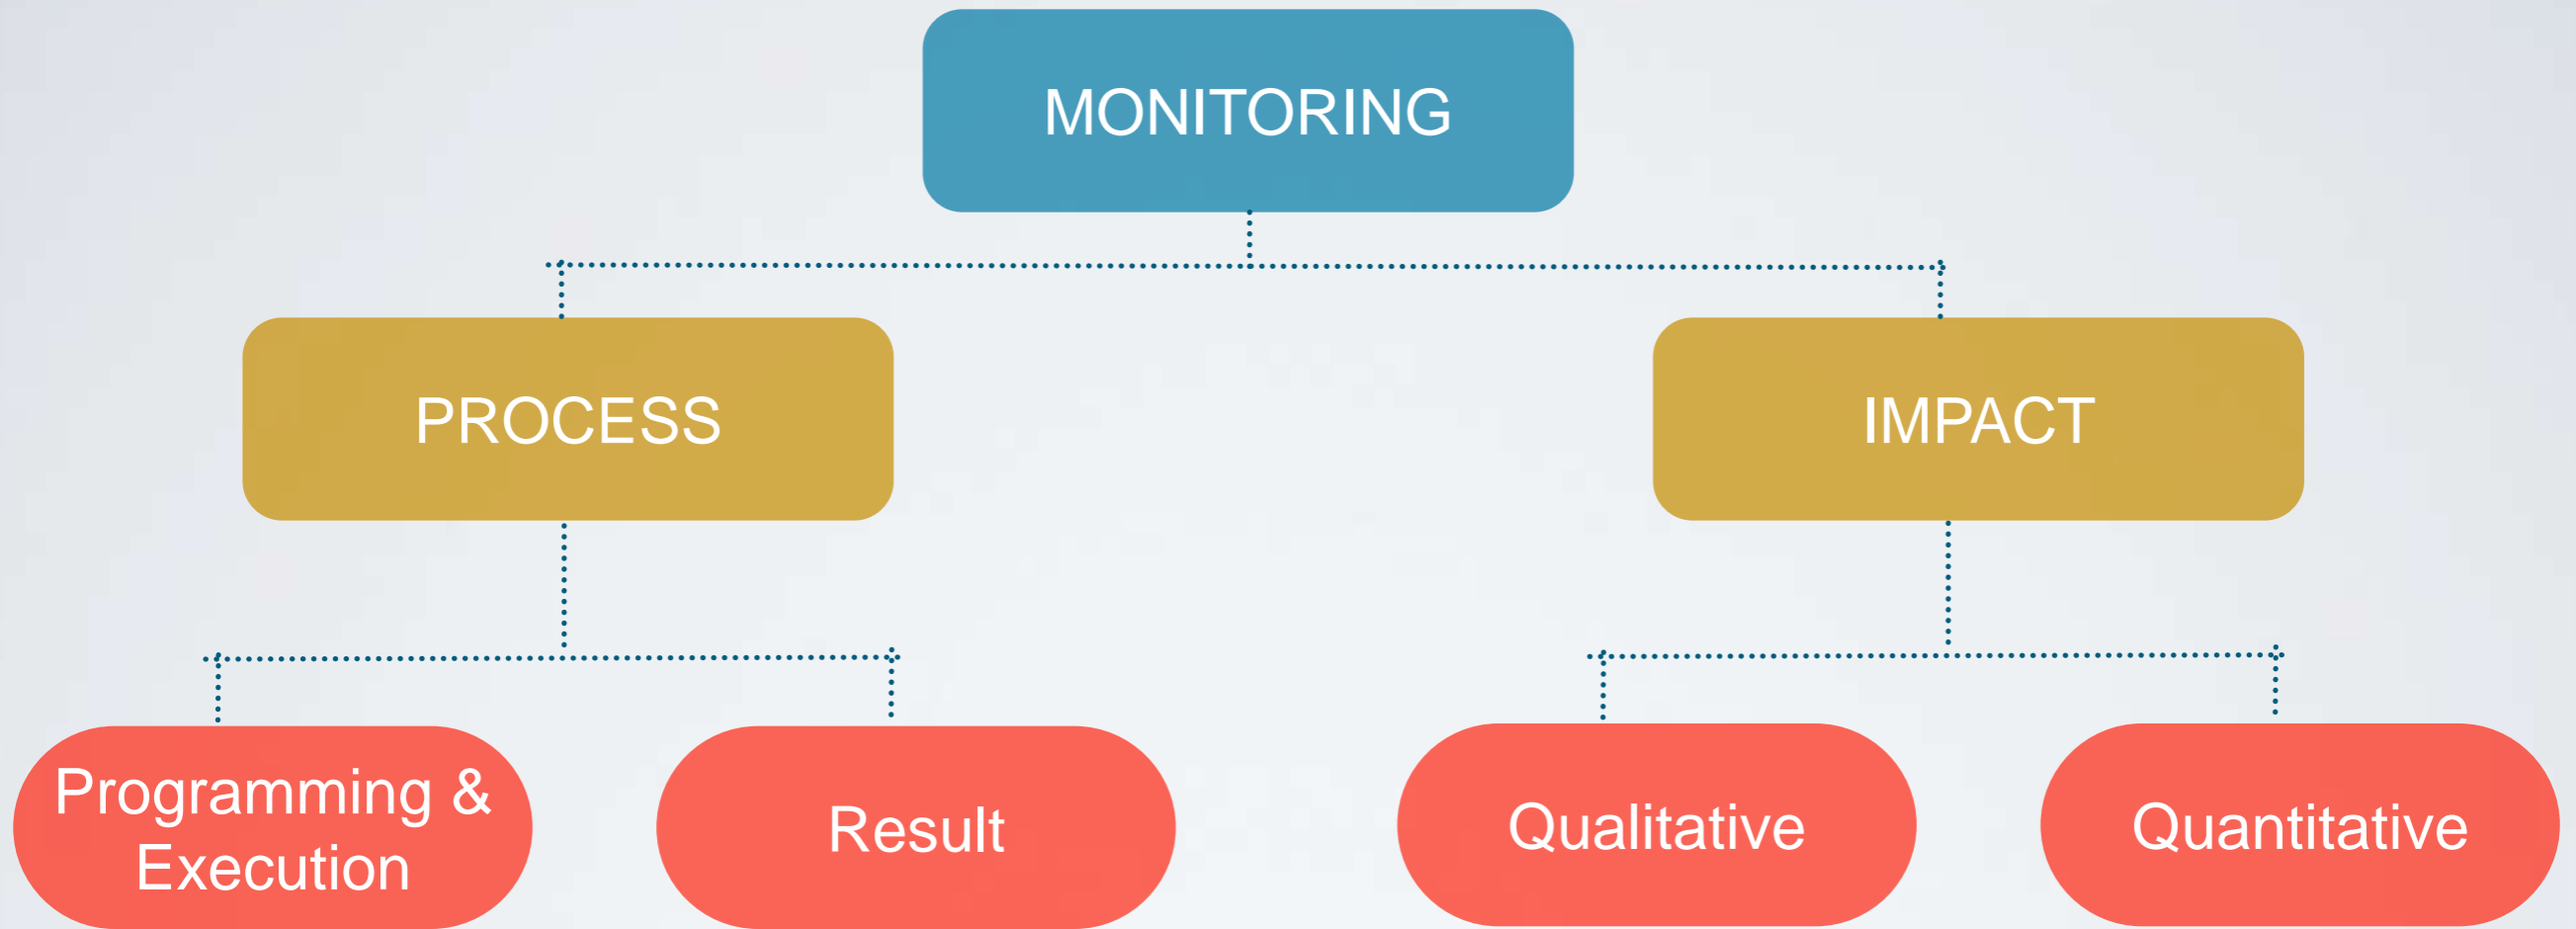 MONITORING
PROCESS
IMPACT
Programming &
Execution
Result
Qualitative
Quantitative